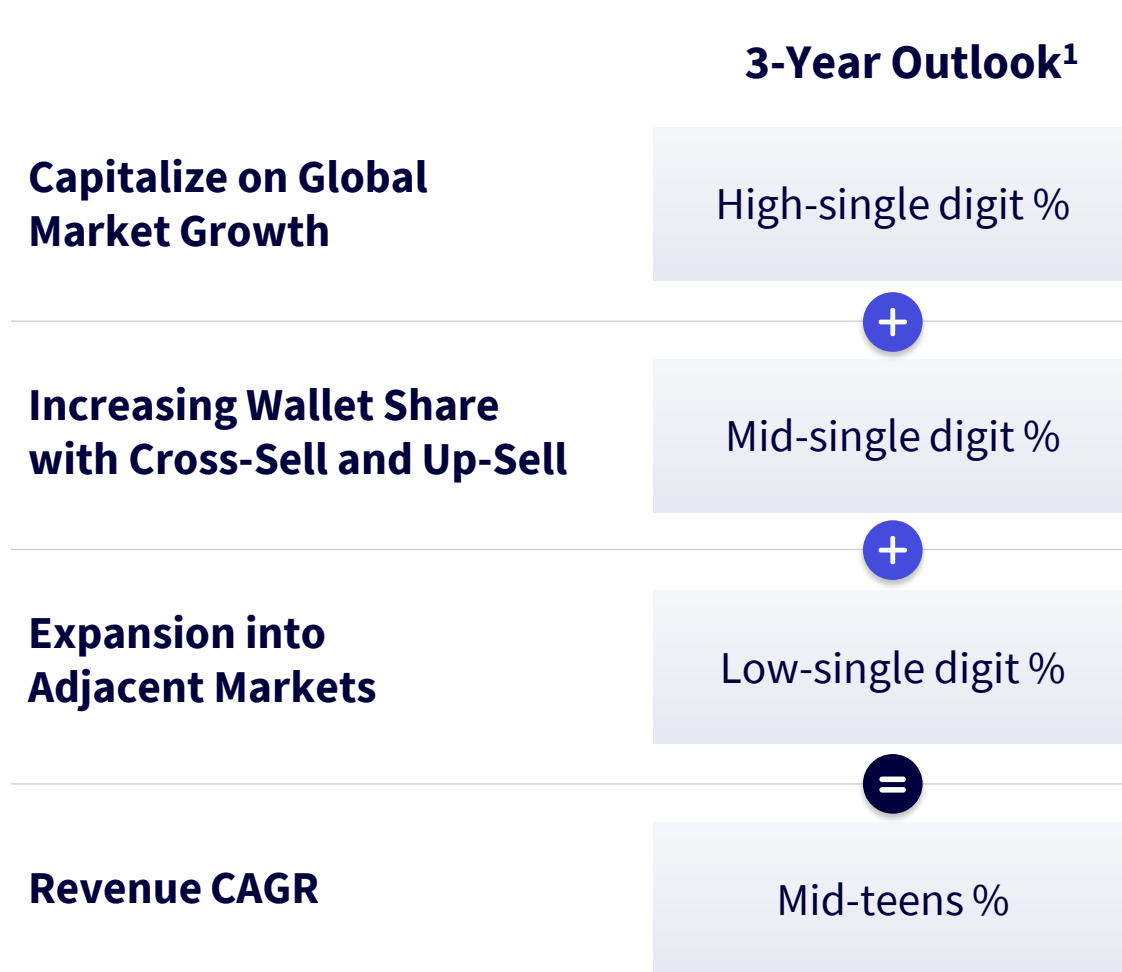 3-Year Outlook¹
Capitalize on Global
Market Growth
High-single digit %
+
Increasing Wallet Share
with Cross-Sell and Up-Sell
Mid-single digit %
+
Expansion into
Adjacent Markets
Low-single digit %
=
Revenue CAGR
Mid-teens %